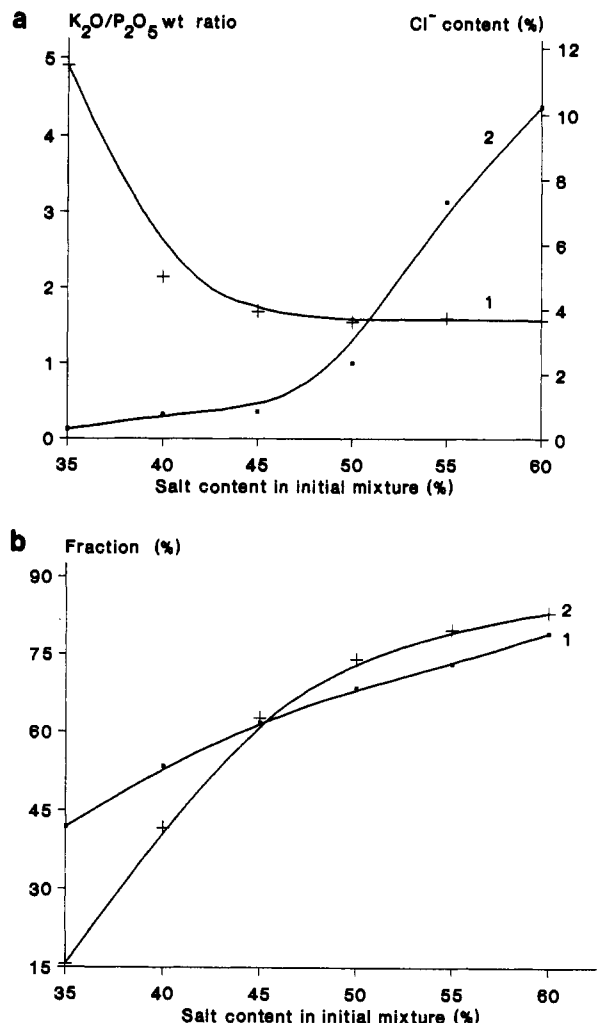 a K₂O/P₂O₅ wt ratio Cl⁻ content (%)
5 12
4 10
3 8
2 6
1 4
0 2
0
2
1
35 40 45 50 55 60
Salt content in initial mixture (%)
b Fraction (%)
90
75
60
45
30
15
2
1
35 40 45 50 55 60
Salt content in initial mixture (%)